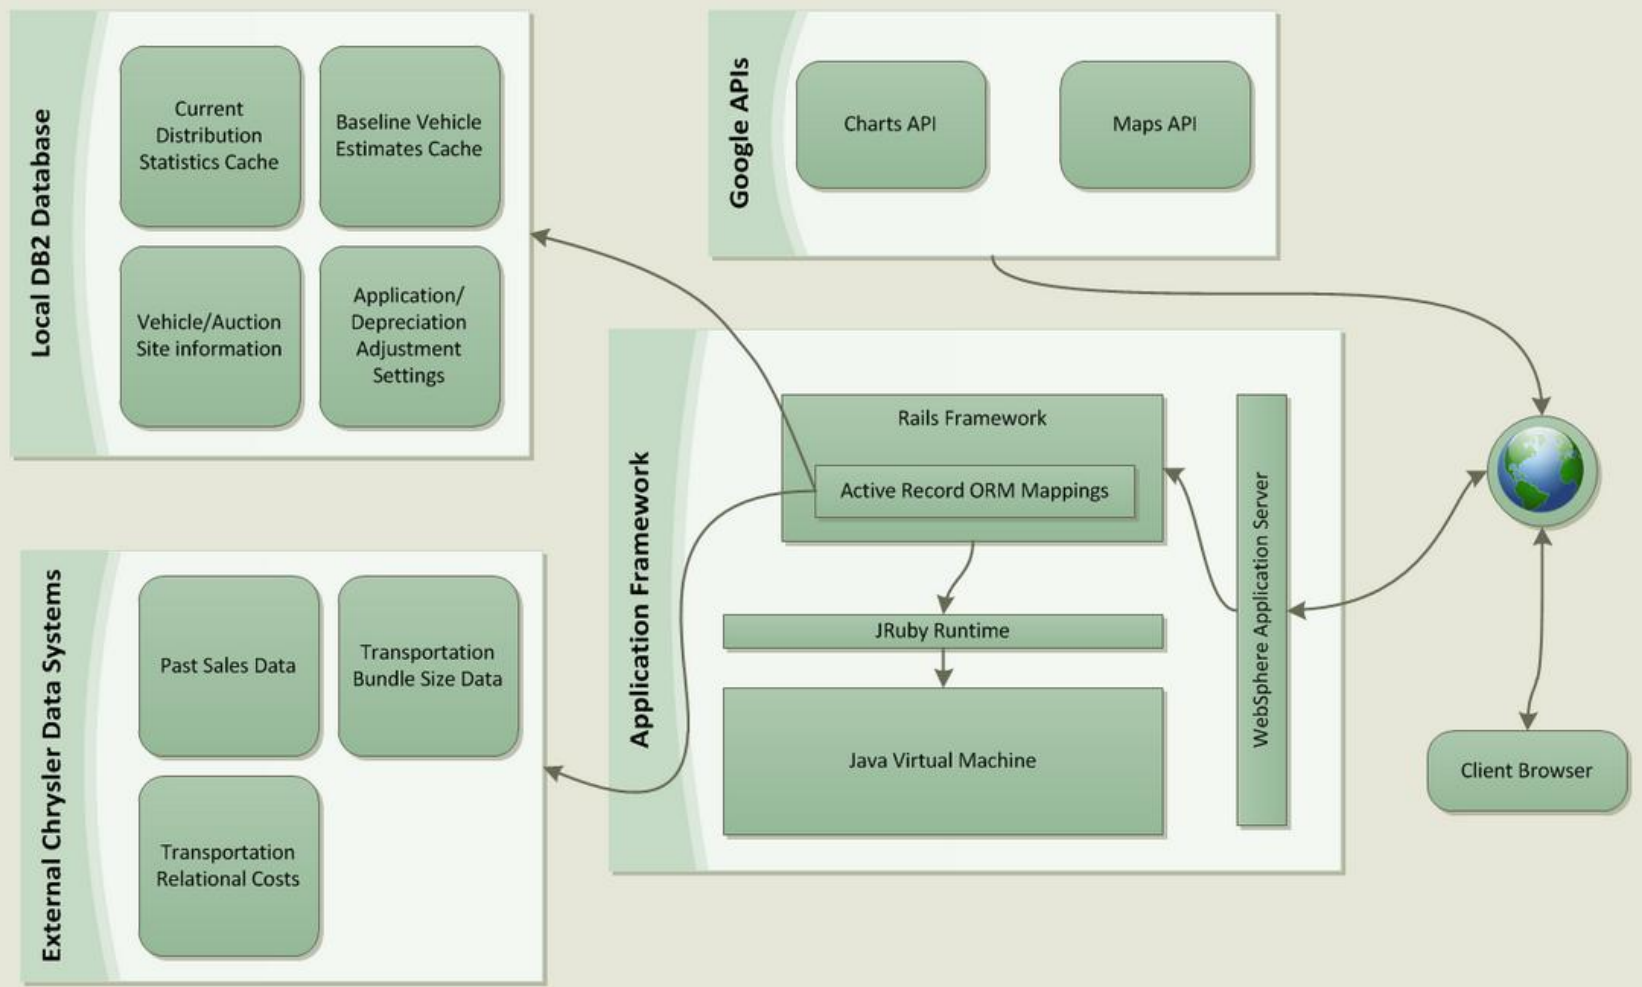 Local DB2 Database
Current
Distribution
Statistics Cache
Baseline Vehicle
Estimates Cache
Vehicle/Auction
Site information
Application/
Depreciation
Adjustment
Settings
Google APIs
Charts API
Maps API
Application Framework
Rails Framework
Active Record ORM Mappings
JRuby Runtime
Java Virtual Machine
WebSphere Application Server
Client Browser
External Chrysler Data Systems
Past Sales Data
Transportation
Bundle Size Data
Transportation
Relational Costs